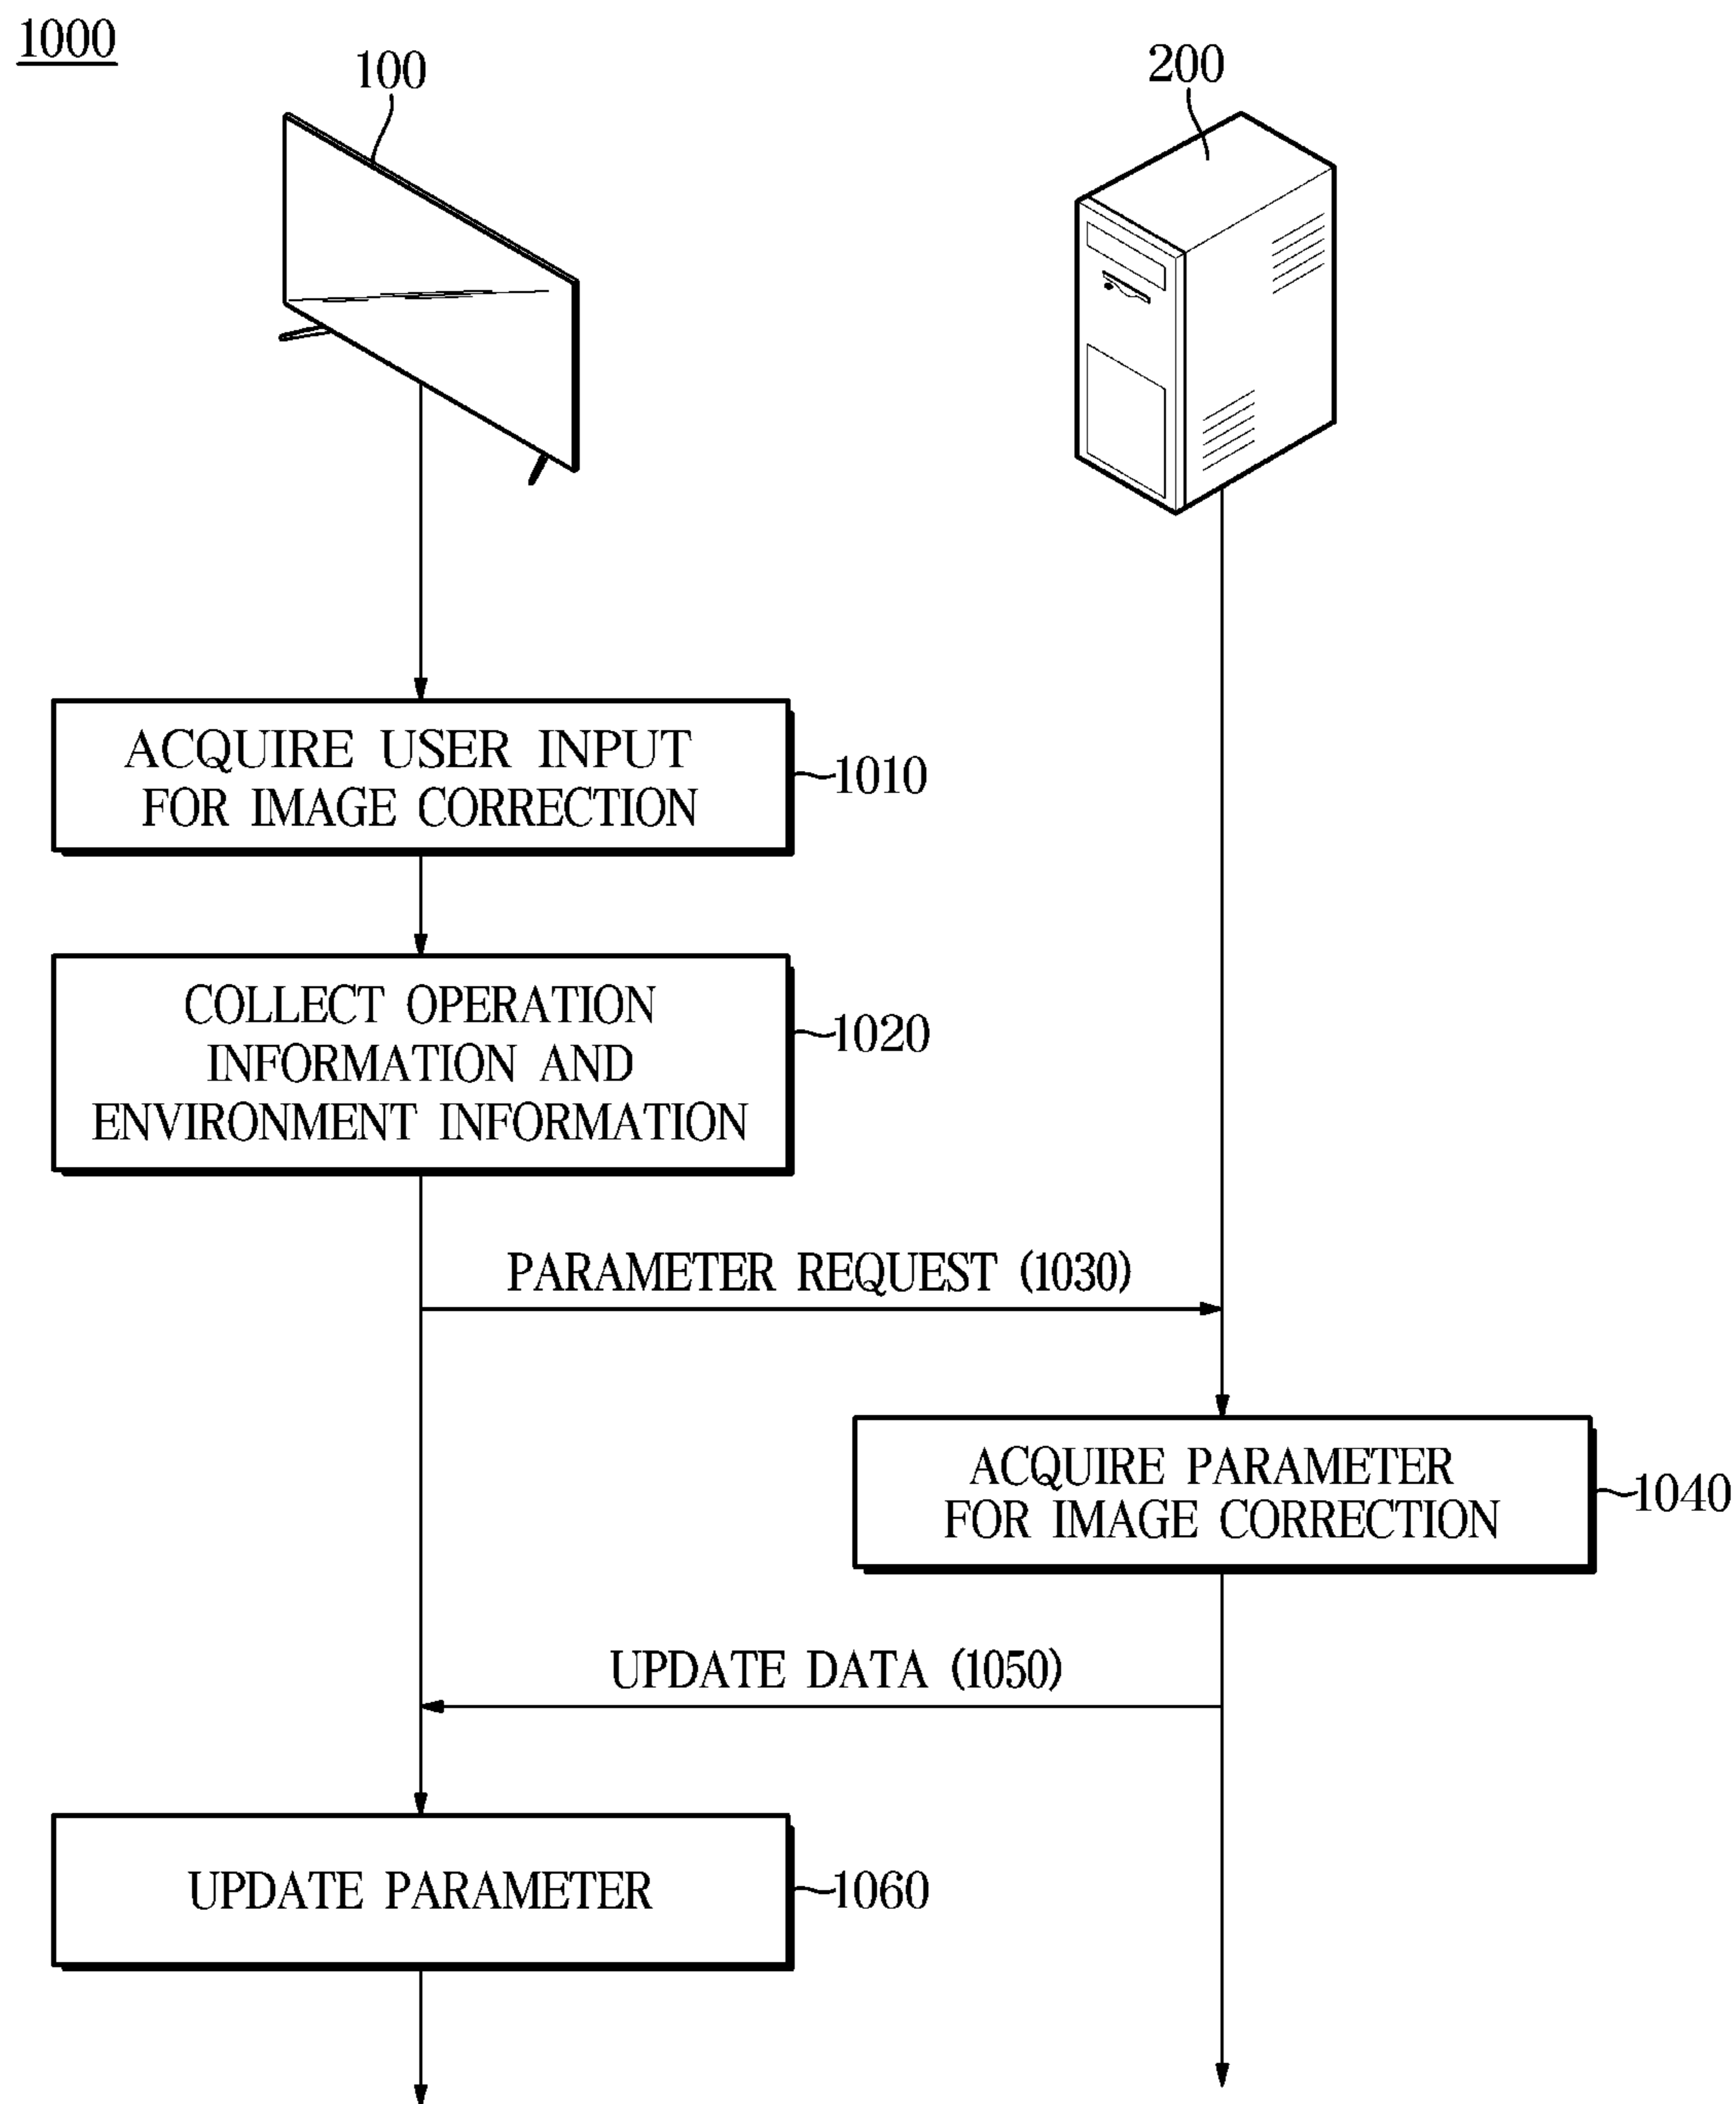 1000
100
200
ACQUIRE USER INPUT
FOR IMAGE CORRECTION
1010
COLLECT OPERATION
INFORMATION AND
ENVIRONMENT INFORMATION
1020
PARAMETER REQUEST (1030)
ACQUIRE PARAMETER
FOR IMAGE CORRECTION
1040
UPDATE DATA (1050)
UPDATE PARAMETER
1060